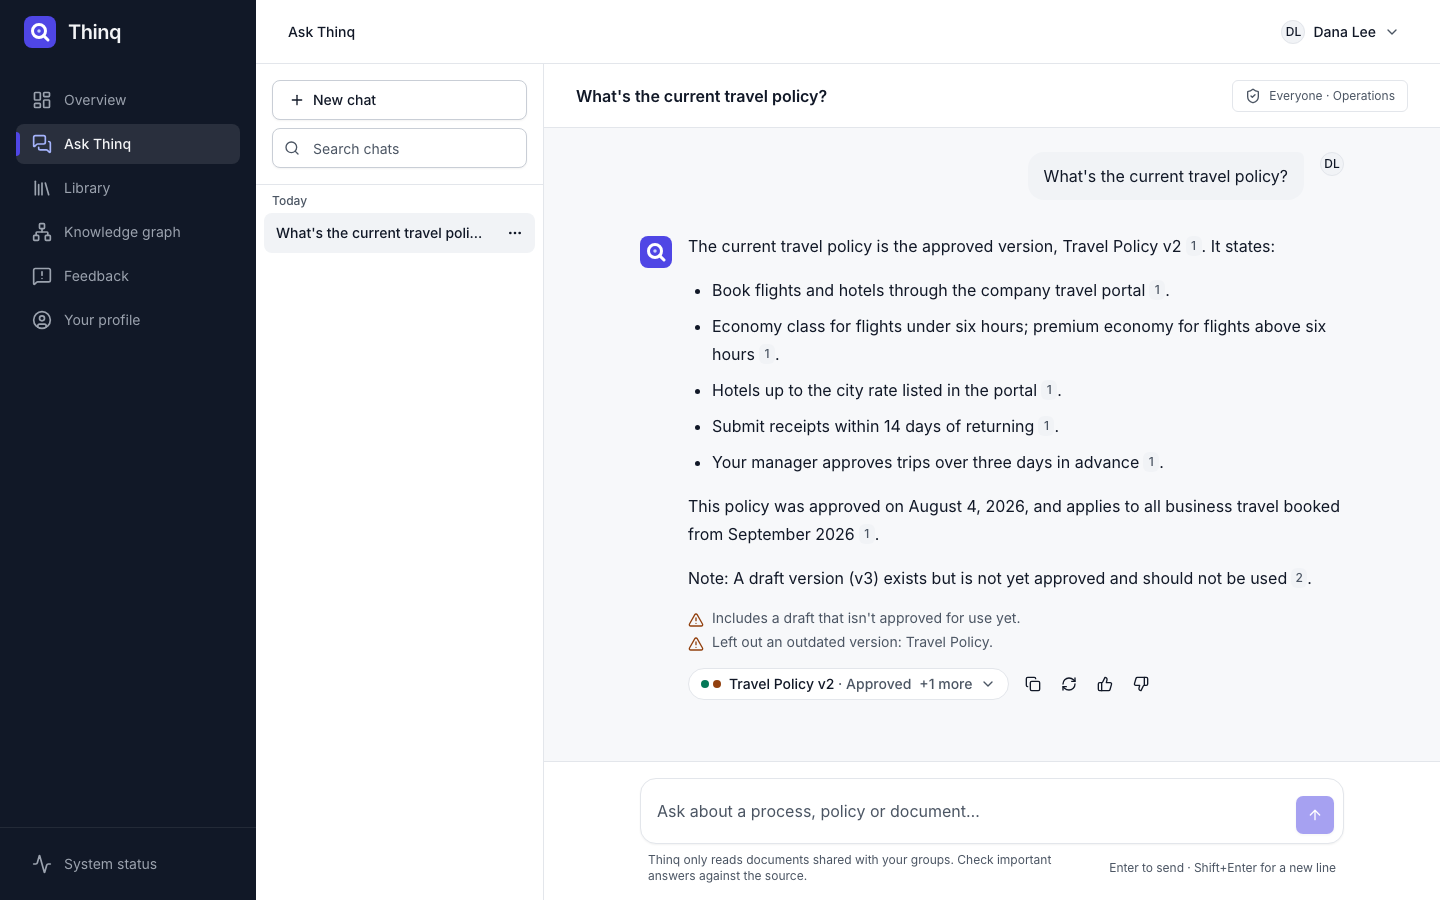 Thinq
Overview
Ask Thinq
Library
Knowledge graph
Feedback
Your profile
System status
Ask Thinq
DL Dana Lee
New chat
Search chats
Today
What's the current travel poli...
What's the current travel policy?
Everyone · Operations
What's the current travel policy?
DL
The current travel policy is the approved version, Travel Policy v2 1 . It states:
• Book flights and hotels through the company travel portal 1 .
• Economy class for flights under six hours; premium economy for flights above six
hours 1 .
• Hotels up to the city rate listed in the portal 1 .
• Submit receipts within 14 days of returning 1 .
• Your manager approves trips over three days in advance 1 .
This policy was approved on August 4, 2026, and applies to all business travel booked
from September 2026 1 .
Note: A draft version (v3) exists but is not yet approved and should not be used 2 .
Includes a draft that isn't approved for use yet.
Left out an outdated version: Travel Policy.
Travel Policy v2 · Approved +1 more
Ask about a process, policy or document...
Thinq only reads documents shared with your groups. Check important
answers against the source.
Enter to send · Shift+Enter for a new line